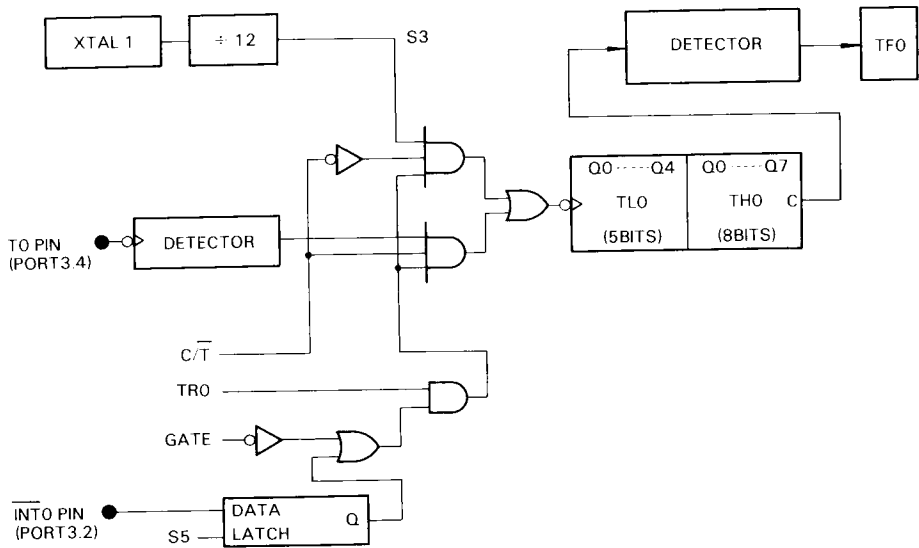 XTAL 1
÷ 12
S3
DETECTOR
TF0
Q0 ----- Q4
Q0 ----- Q7
TL0
TH0
C
(5BITS)
(8BITS)
T0 PIN
(PORT3.4)
DETECTOR
C/T̅
TR0
GATE
I̅N̅T̅0̅ PIN
(PORT3.2)
DATA
Q
S5
LATCH